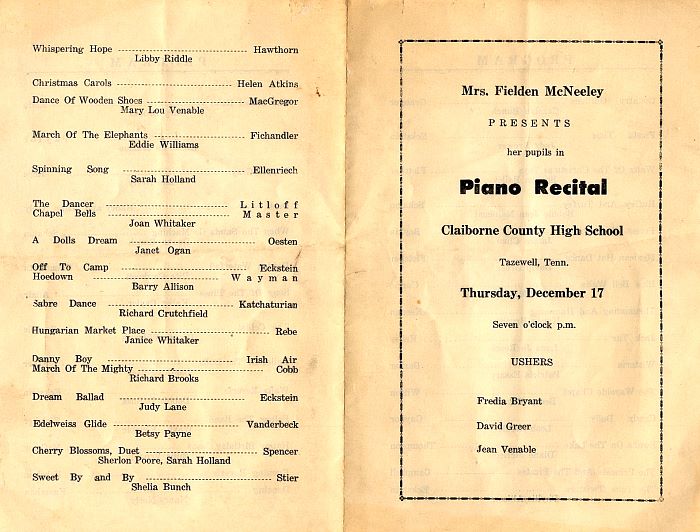 Whispering Hope ---------- Hawthorn
Libby Riddle
Christmas Carols ---------- Helen Atkins
Dance Of Wooden Shoes ---------- MacGregor
Mary Lou Venable
March Of The Elephants ---------- Fichandler
Eddie Williams
Spinning Song ---------- Ellenriech
Sarah Holland
The Dancer ---------- Litloff
Chapel Bells ---------- Master
Joan Whitaker
A Dolls Dream ---------- Oesten
Janet Ogan
Off To Camp ---------- Eckstein
Hoedown ---------- Wayman
Barry Allison
Sabre Dance ---------- Katchaturian
Richard Crutchfield
Hungarian Market Place ---------- Rebe
Janice Whitaker
Danny Boy ---------- Irish Air
March Of The Mighty ---------- Cobb
Richard Brooks
Dream Ballad ---------- Eckstein
Judy Lane
Edelweiss Glide ---------- Vanderbeck
Betsy Payne
Cherry Blossoms, Duet ---------- Spencer
Sherlon Poore, Sarah Holland
Sweet By and By ---------- Stier
Shelia Bunch
Mrs. Fielden McNeeley
PRESENTS
her pupils in
Piano Recital
Claiborne County High School
Tazewell, Tenn.
Thursday, December 17
Seven o'clock p.m.
USHERS
Fredia Bryant
David Greer
Jean Venable